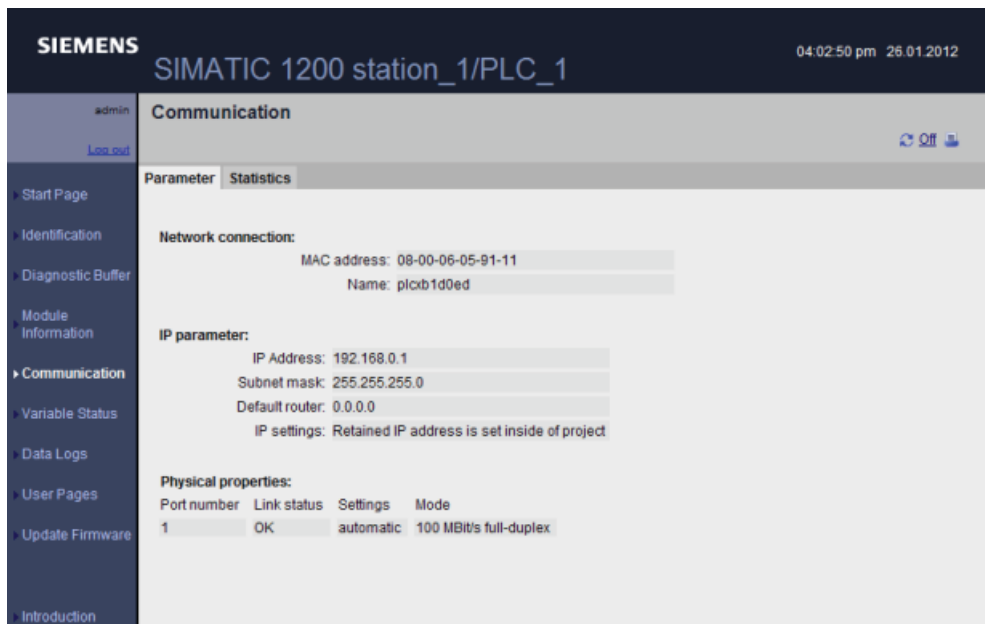 SIEMENS
SIMATIC 1200 station_1/PLC_1
04:02:50 pm 26.01.2012
admin
Log out
Communication
Off
Parameter Statistics
Start Page
Identification
Diagnostic Buffer
Module
Information
Communication
Variable Status
Data Logs
User Pages
Update Firmware
Introduction
Network connection:
MAC address: 08-00-06-05-91-11
Name: plcxb1d0ed
IP parameter:
IP Address: 192.168.0.1
Subnet mask: 255.255.255.0
Default router: 0.0.0.0
IP settings: Retained IP address is set inside of project
Physical properties:
Port number Link status Settings Mode
1 OK automatic 100 MBit/s full-duplex